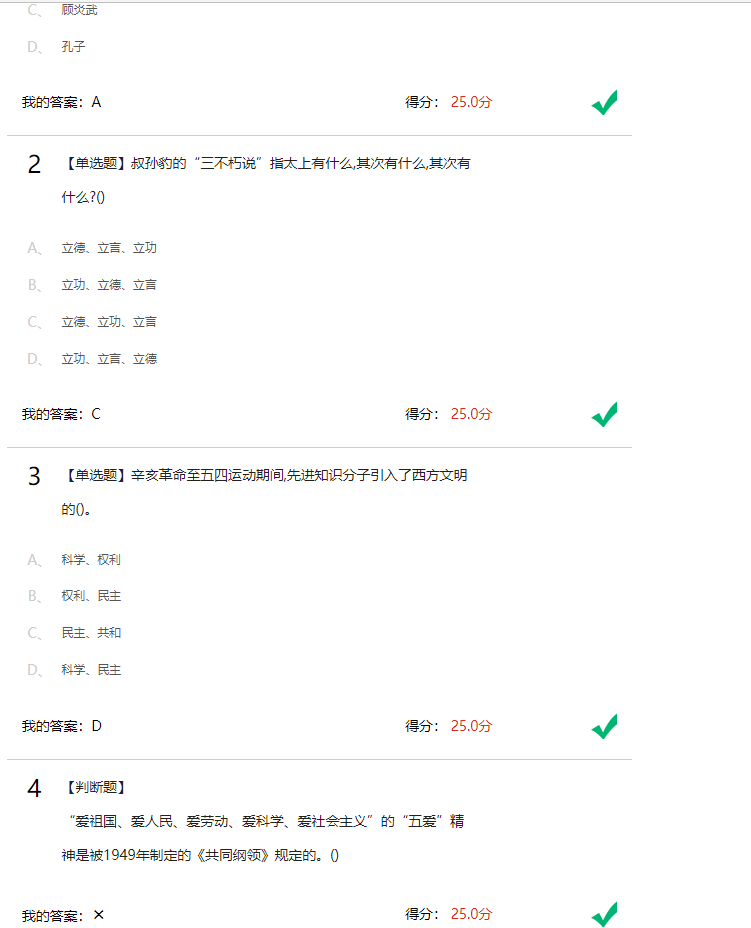 C、 顾炎武
D、 孔子
我的答案：A 得分： 25.0分
2 【单选题】叔孙豹的“三不朽说”指太上有什么,其次有什么,其次有
什么?()
A、 立德、立言、立功
B、 立功、立德、立言
C、 立德、立功、立言
D、 立功、立言、立德
我的答案：C 得分： 25.0分
3 【单选题】辛亥革命至五四运动期间,先进知识分子引入了西方文明
的()。
A、 科学、权利
B、 权利、民主
C、 民主、共和
D、 科学、民主
我的答案：D 得分： 25.0分
4 【判断题】
“爱祖国、爱人民、爱劳动、爱科学、爱社会主义”的“五爱”精
神是被1949年制定的《共同纲领》规定的。()
我的答案：× 得分： 25.0分